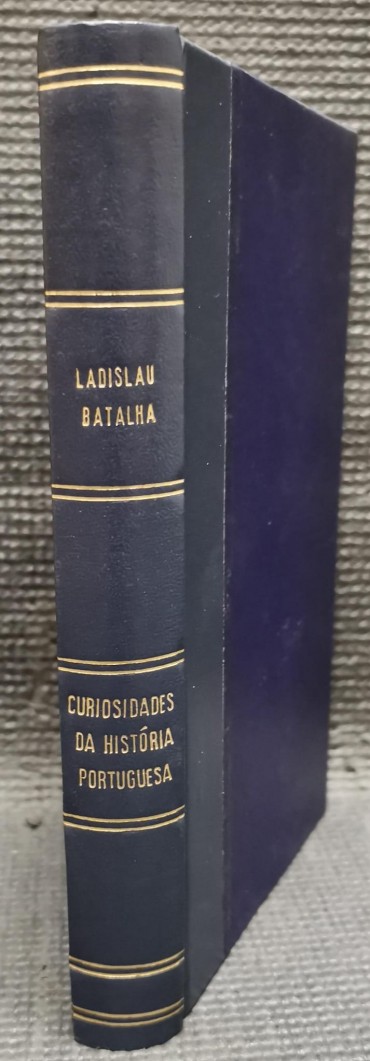 LADISLAU
BATALHA
CURIOSIDADES
DA HISTÓRIA
PORTUGUESA